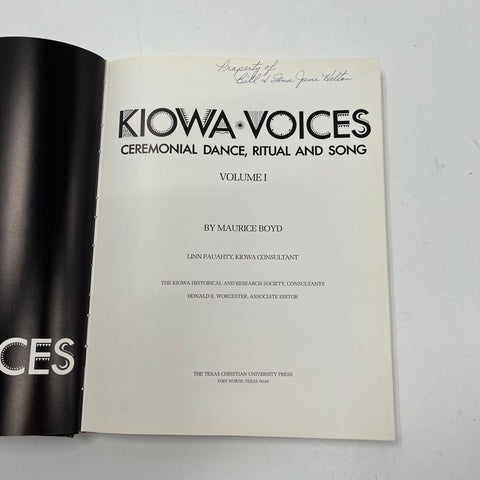 Property of
Bill & Iona Jane Helton
KIOWA·VOICES
CEREMONIAL DANCE, RITUAL AND SONG
VOLUME I
BY MAURICE BOYD
LINN PAUAHTY, KIOWA CONSULTANT
THE KIOWA HISTORICAL AND RESEARCH SOCIETY, CONSULTANTS
DONALD E. WORCESTER, ASSOCIATE EDITOR
CES
THE TEXAS CHRISTIAN UNIVERSITY PRESS
FORT WORTH, TEXAS 76129